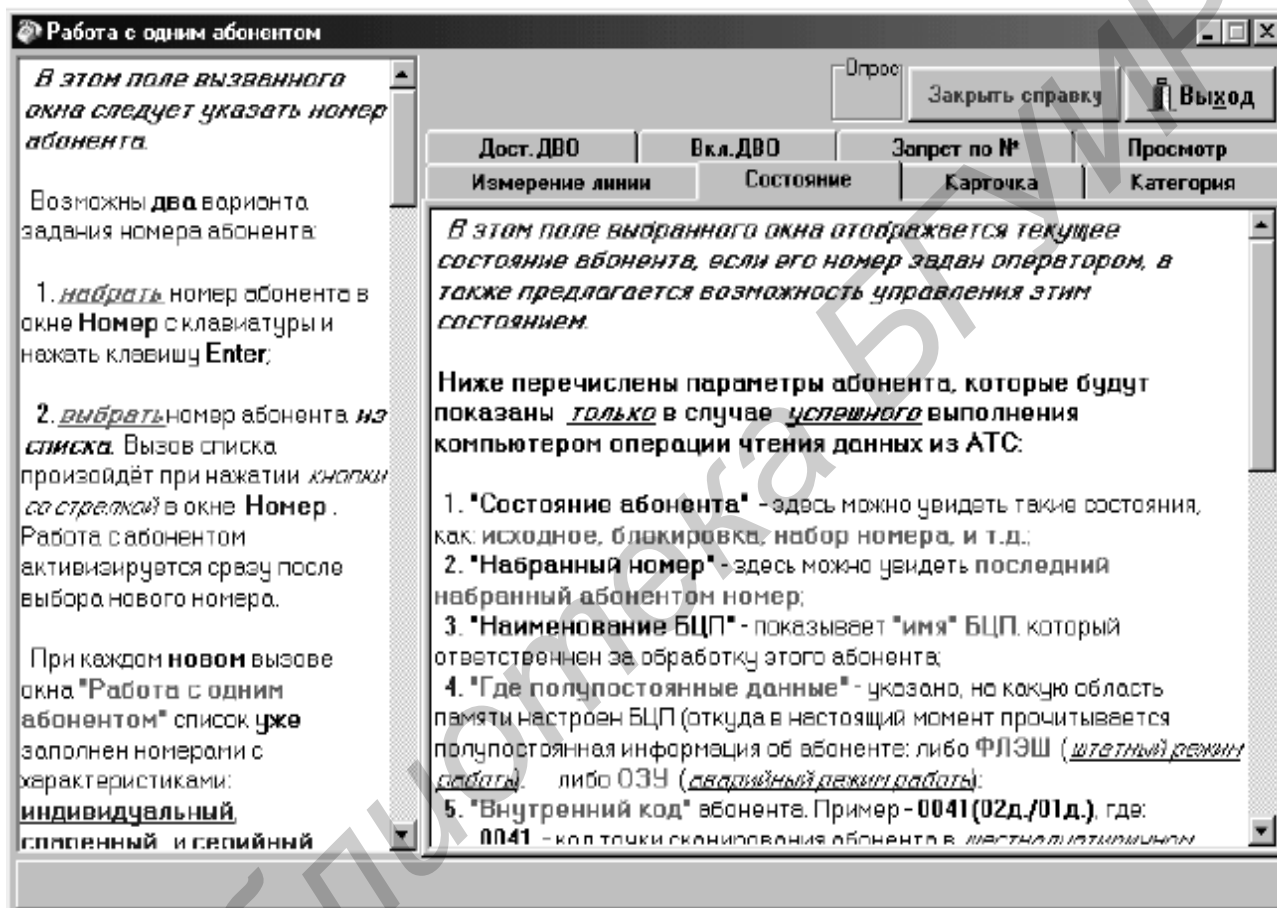 Работа с одним абонентом
В этом поле вызванного
окна следует указать номер
абонента.
Возможны два варианта
задания номера абонента:
1. набрать номер абонента в
окне Номер с клавиатуры и
нажать клавишу Enter;
2. выбрать номер абонента из
списка. Вызов списка
произойдёт при нажатии кнопки
со стрелкой в окне Номер .
Работа с абонентом
активизируется сразу после
выбора нового номера.
При каждом новом вызове
окна "Работа с одним
абонентом" список уже
заполнен номерами с
характеристиками:
индивидуальный,
спаренный и серийный
Опрос
Закрыть справку
Выход
Дост.ДВО Вкл.ДВО Запрет по № Просмотр
Измерение линии Состояние Карточка Категория
В этом поле выбранного окна отображается текущее
состояние абонента, если его номер задан оператором, а
также предлагается возможность управления этим
состоянием.
Ниже перечислены параметры абонента, которые будут
показаны только в случае успешного выполнения
компьютером операции чтения данных из АТС:
1. "Состояние абонента" - здесь можно увидеть такие состояния,
как: исходное, блокировка, набор номера, и т.д.;
2. "Набранный номер" - здесь можно увидеть последний
набранный абонентом номер;
3. "Наименование БЦП" - показывает "имя" БЦП. который
ответственнен за обработку этого абонента;
4. "Где полупостоянные данные" - указано, на какую область
памяти настроен БЦП (откуда в настоящий момент прочитывается
полупостоянная информация об абоненте: либо ФЛЭШ (штатный режим
работы), либо ОЗУ (аварийный режим работы);
5. "Внутренний код" абонента. Пример - 0041(02д./01д.), где:
0041 - код точки сканирования абонента в шестнадцатиричном
блиотека БГУИР